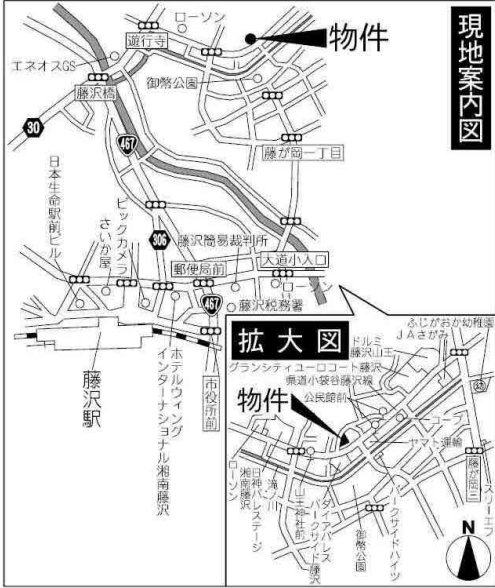 現地案内図
ローソン
遊行寺
物件
エネオスGS
御幣公園
藤沢橋
30
467
藤が岡一丁目
日本生命駅前ビル
さいか屋
ビックカメラ
306
藤沢簡易裁判所
郵便局前
大道小入口
ローソン
467
藤沢税務署
藤沢駅
ホテルウィング
インターナショナル湘南藤沢
市役所前
拡大図
ふじがおか幼稚園
JAさがみ
ドルミ
藤沢山王
グランシティユーロコート藤沢
県道小袋谷藤沢線
公民館前
物件
コープ
ヤマト運輸
藤が岡三
スリーエフ
ローソン
日神パレステージ
湘南藤沢
滝ノ川
山王神社前
ダイアパレス
パークサイド藤沢
御幣公園
パークサイドハイツ
N